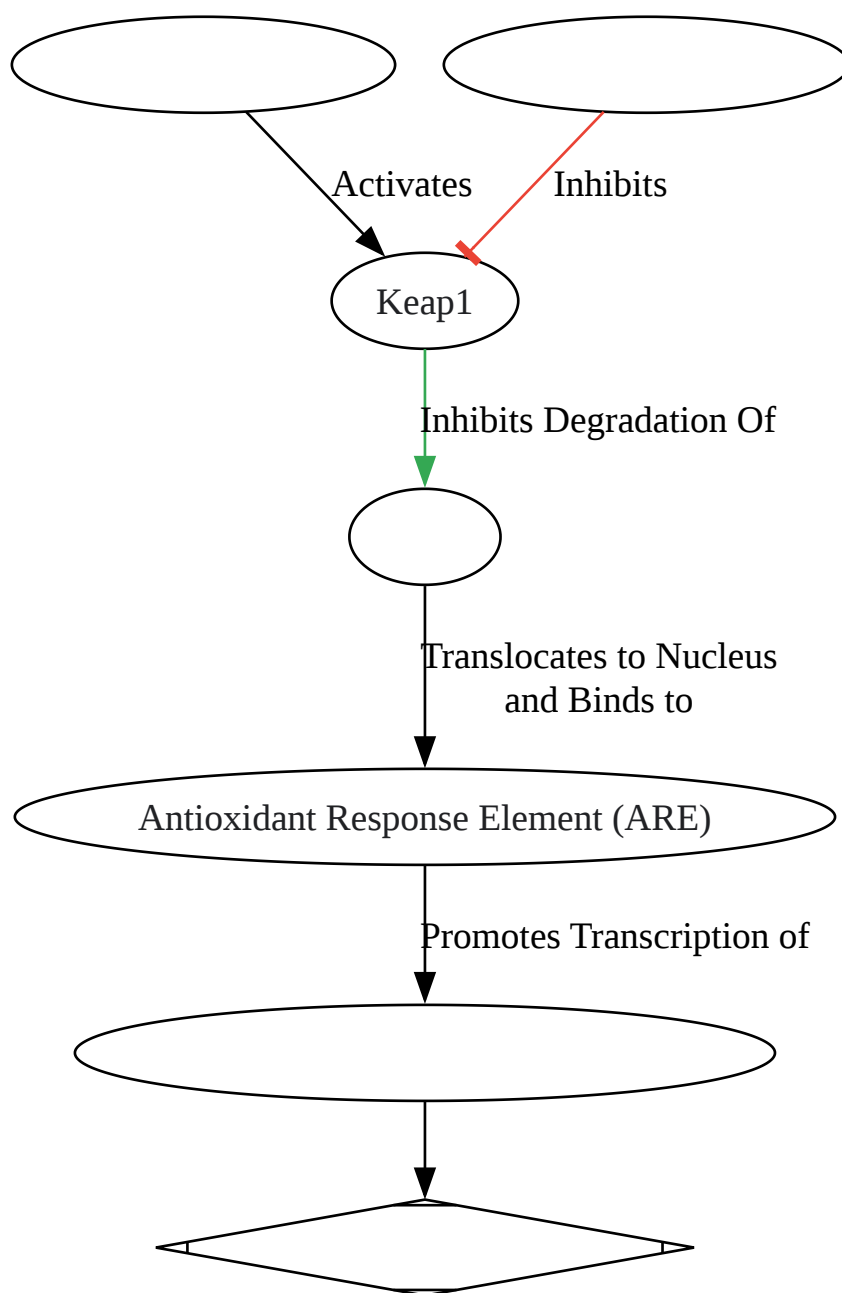 Activates
Inhibits
Keap1
Inhibits Degradation Of
Translocates to Nucleus
and Binds to
Antioxidant Response Element (ARE)
Promotes Transcription of